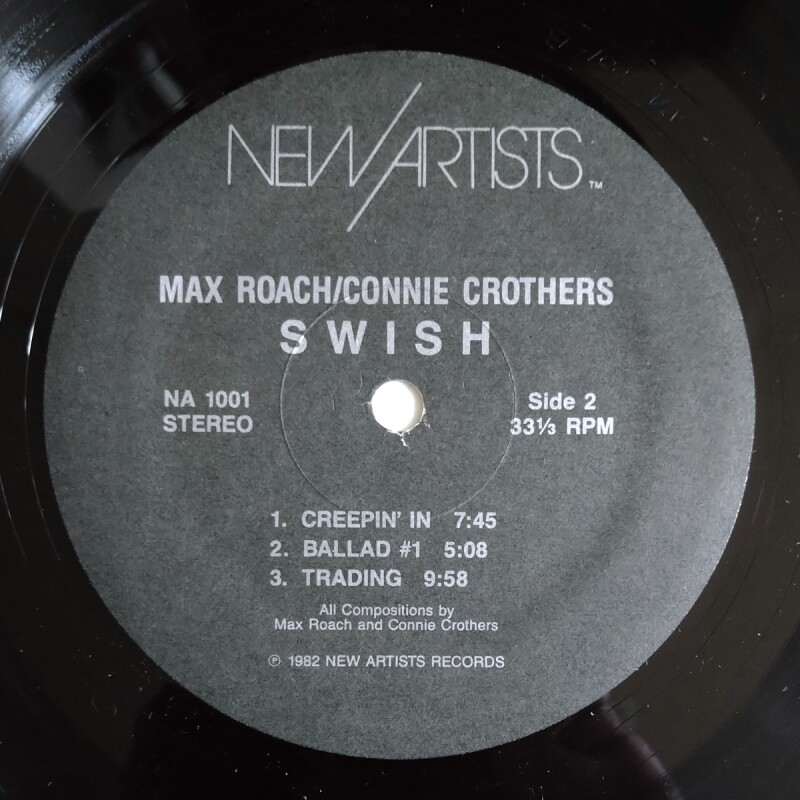 NEW/ARTISTS™
MAX ROACH/CONNIE CROTHERS
SWISH
NA 1001
STEREO
Side 2
33⅓ RPM
1. CREEPIN' IN 7:45
2. BALLAD #1 5:08
3. TRADING 9:58
All Compositions by
Max Roach and Connie Crothers
℗ 1982 NEW ARTISTS RECORDS